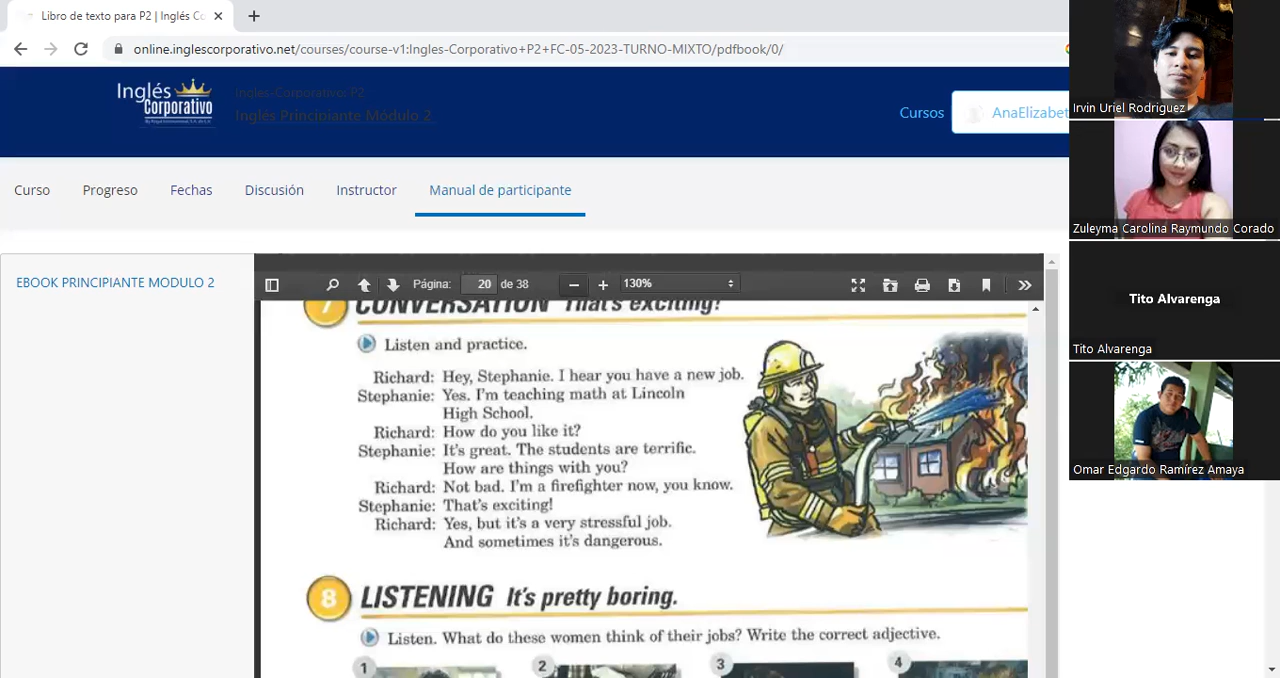 Libro de texto para P2 | Inglés Co
online.inglescorporativo.net/courses/course-v1:Ingles-Corporativo+P2+FC-05-2023-TURNO-MIXTO/pdfbook/0/
Inglés
Corporativo
Ingles-Corporativo: P2
Inglés Principiante Módulo 2
Cursos
AnaElizabet
Curso
Progreso
Fechas
Discusión
Instructor
Manual de participante
EBOOK PRINCIPIANTE MODULO 2
Página: 20 de 38
130%
7 CONVERSATION That's exciting!
Listen and practice.
Richard: Hey, Stephanie. I hear you have a new job.
Stephanie: Yes. I'm teaching math at Lincoln
High School.
Richard: How do you like it?
Stephanie: It's great. The students are terrific.
How are things with you?
Richard: Not bad. I'm a firefighter now, you know.
Stephanie: That's exciting!
Richard: Yes, but it's a very stressful job.
And sometimes it's dangerous.
8 LISTENING It's pretty boring.
Listen. What do these women think of their jobs? Write the correct adjective.
1
2
3
4
Irvin Uriel Rodriguez
Zuleyma Carolina Raymundo Corado
Tito Alvarenga
Tito Alvarenga
Omar Edgardo Ramírez Amaya